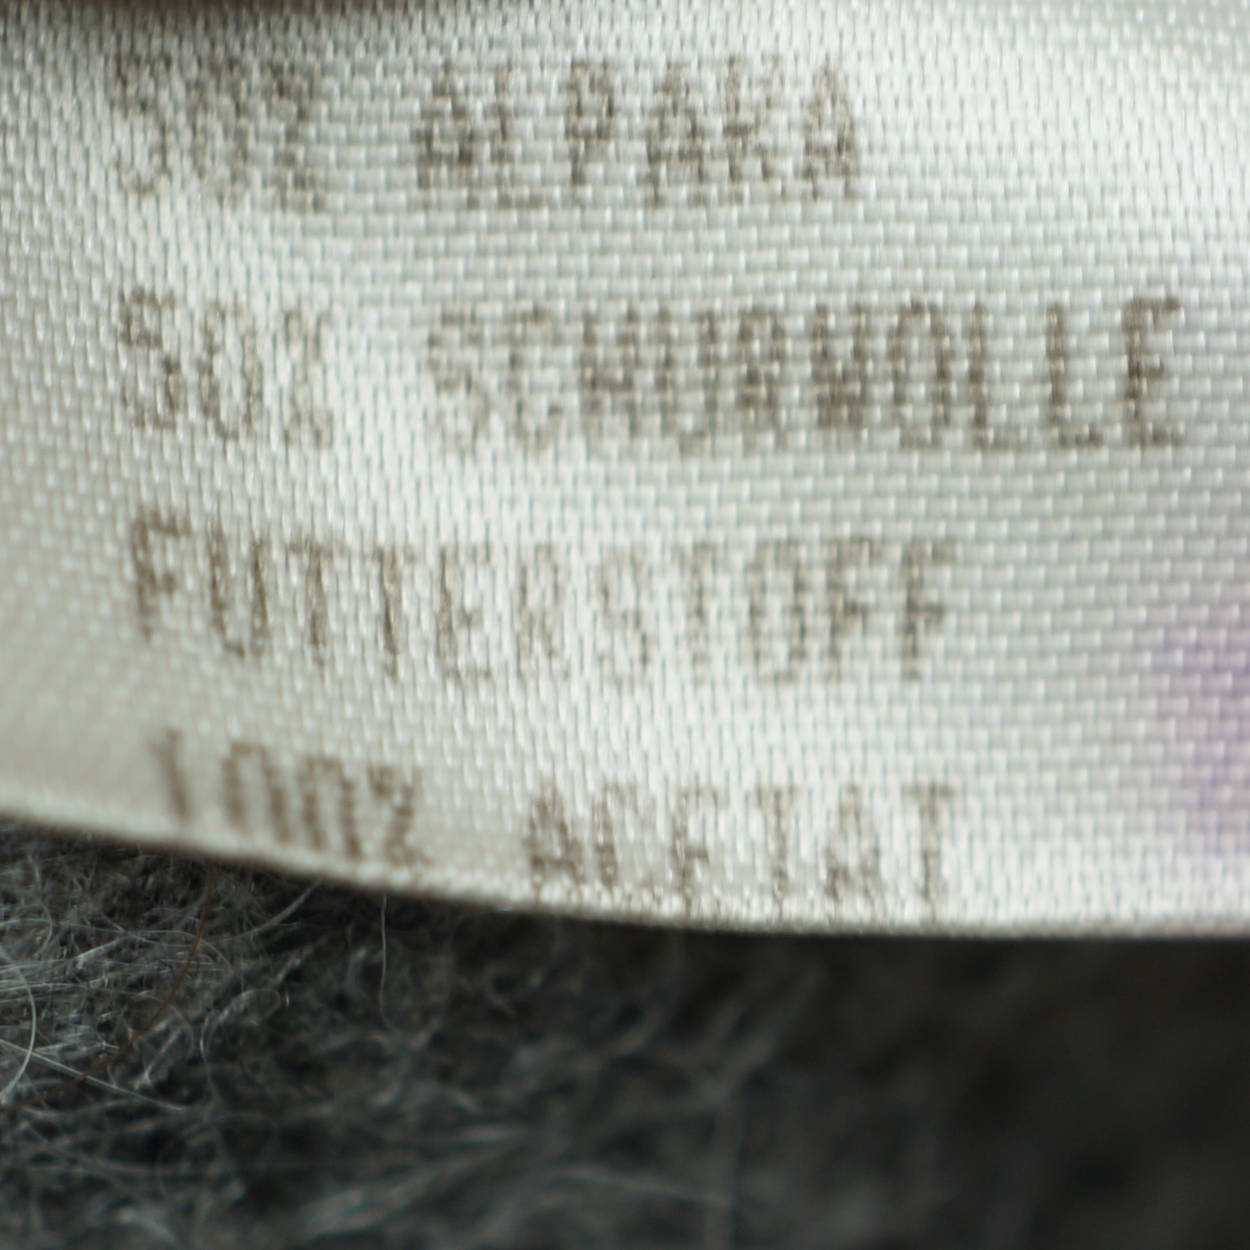 50% ALPAKA
50% SCHURWOLLE
FUTTERSTOFF
100% ACETAT